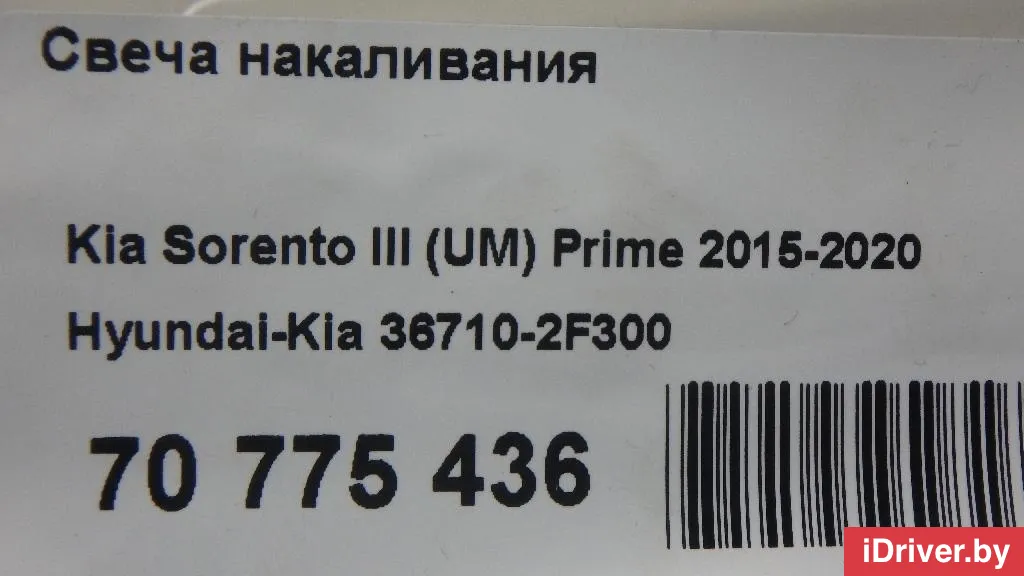 Свеча накаливания
Kia Sorento III (UM) Prime 2015-2020
Hyundai-Kia 36710-2F300
70 775 436
iDriver.by